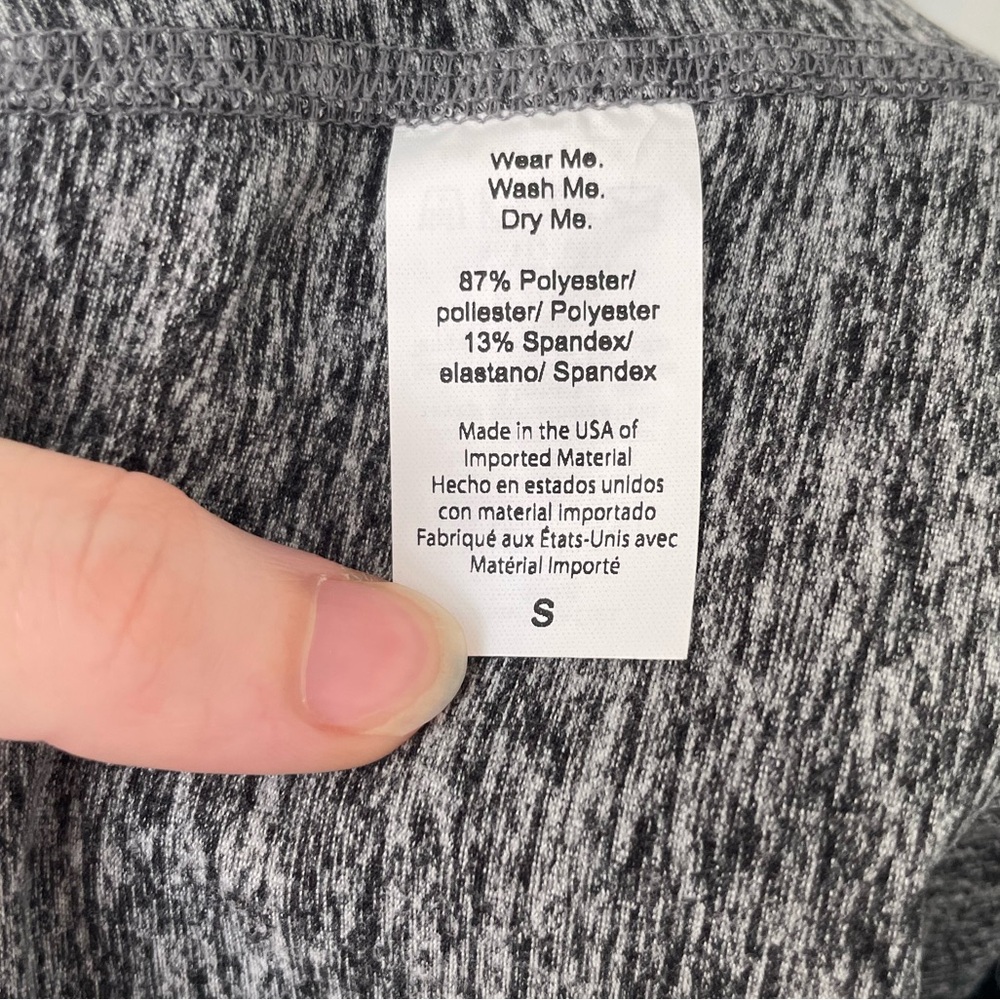 Wear Me.
Wash Me.
Dry Me.
87% Polyester/
poliester/ Polyester
13% Spandex/
elastano/ Spandex
Made in the USA of
Imported Material
Hecho en estados unidos
con material importado
Fabriqué aux États-Unis avec
Matérial Importé
S